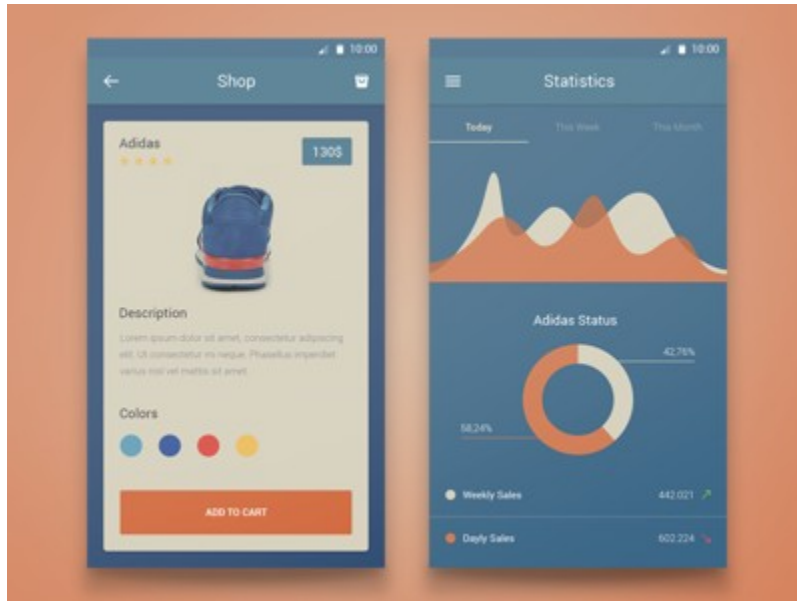 10:00
Shop
Adidas
130$
Description
Lorem ipsum dolor sit amet, consectetur adipiscing
elit. Ut consectetur mi neque. Phasellus imperdiet
varius nisl vel mattis sit amet.
Colors
ADD TO CART
10:00
Statistics
Today
This Week
This Month
Adidas Status
42,76%
58,24%
Weekly Sales
442.021
Dayly Sales
602.224